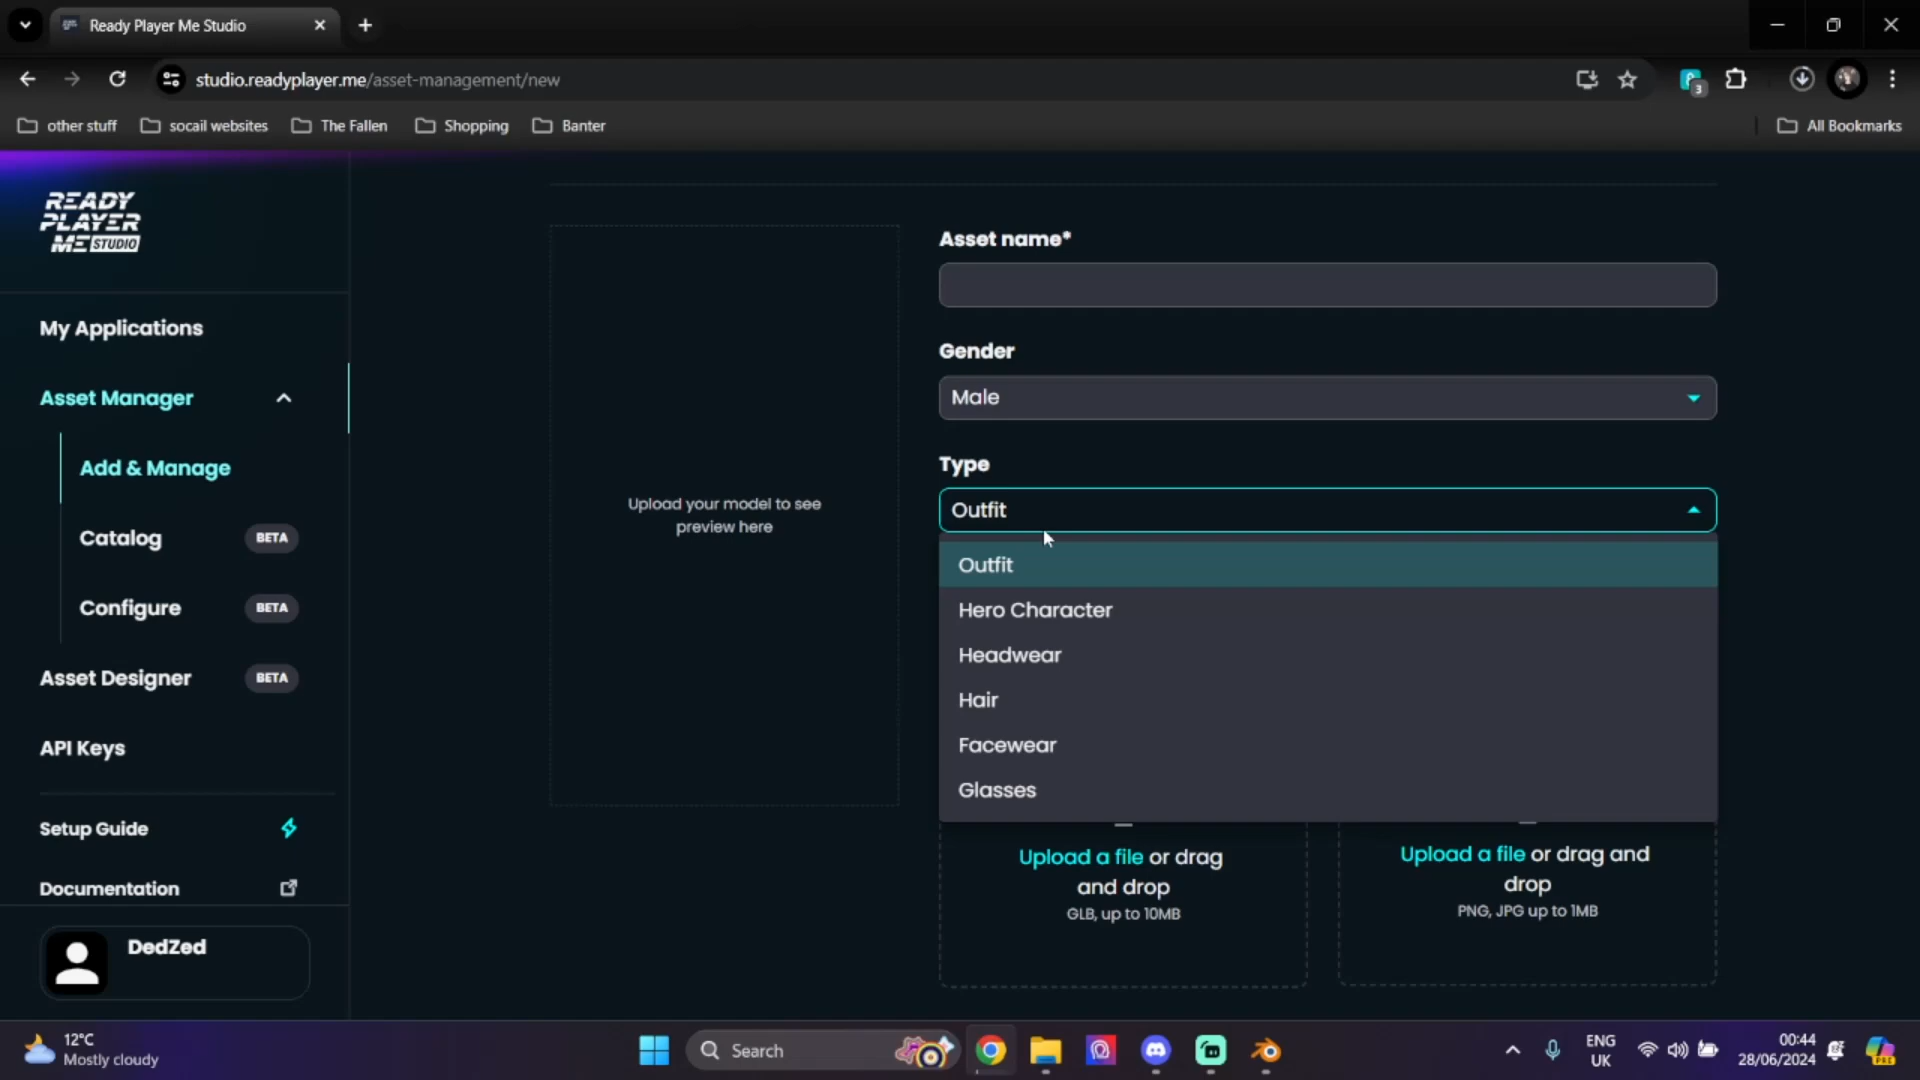 Ready Player Me Studio
studio.readyplayer.me/asset-management/new
3
other stuff
socail websites
The Fallen
Shopping
Banter
All Bookmarks
READY
PLAYER
ME STUDIO
My Applications
Asset Manager
Add & Manage
Catalog BETA
Configure BETA
Asset Designer BETA
API Keys
Setup Guide
Documentation
DedZed
Upload your model to see
preview here
Asset name*
Gender
Male
Type
Outfit
Outfit
Hero Character
Headwear
Hair
Facewear
Glasses
Upload a file or drag
and drop
GLB, up to 10MB
Upload a file or drag and
drop
PNG, JPG up to 1MB
12°C
Mostly cloudy
Search
ENG
UK
00:44
28/06/2024
PRE